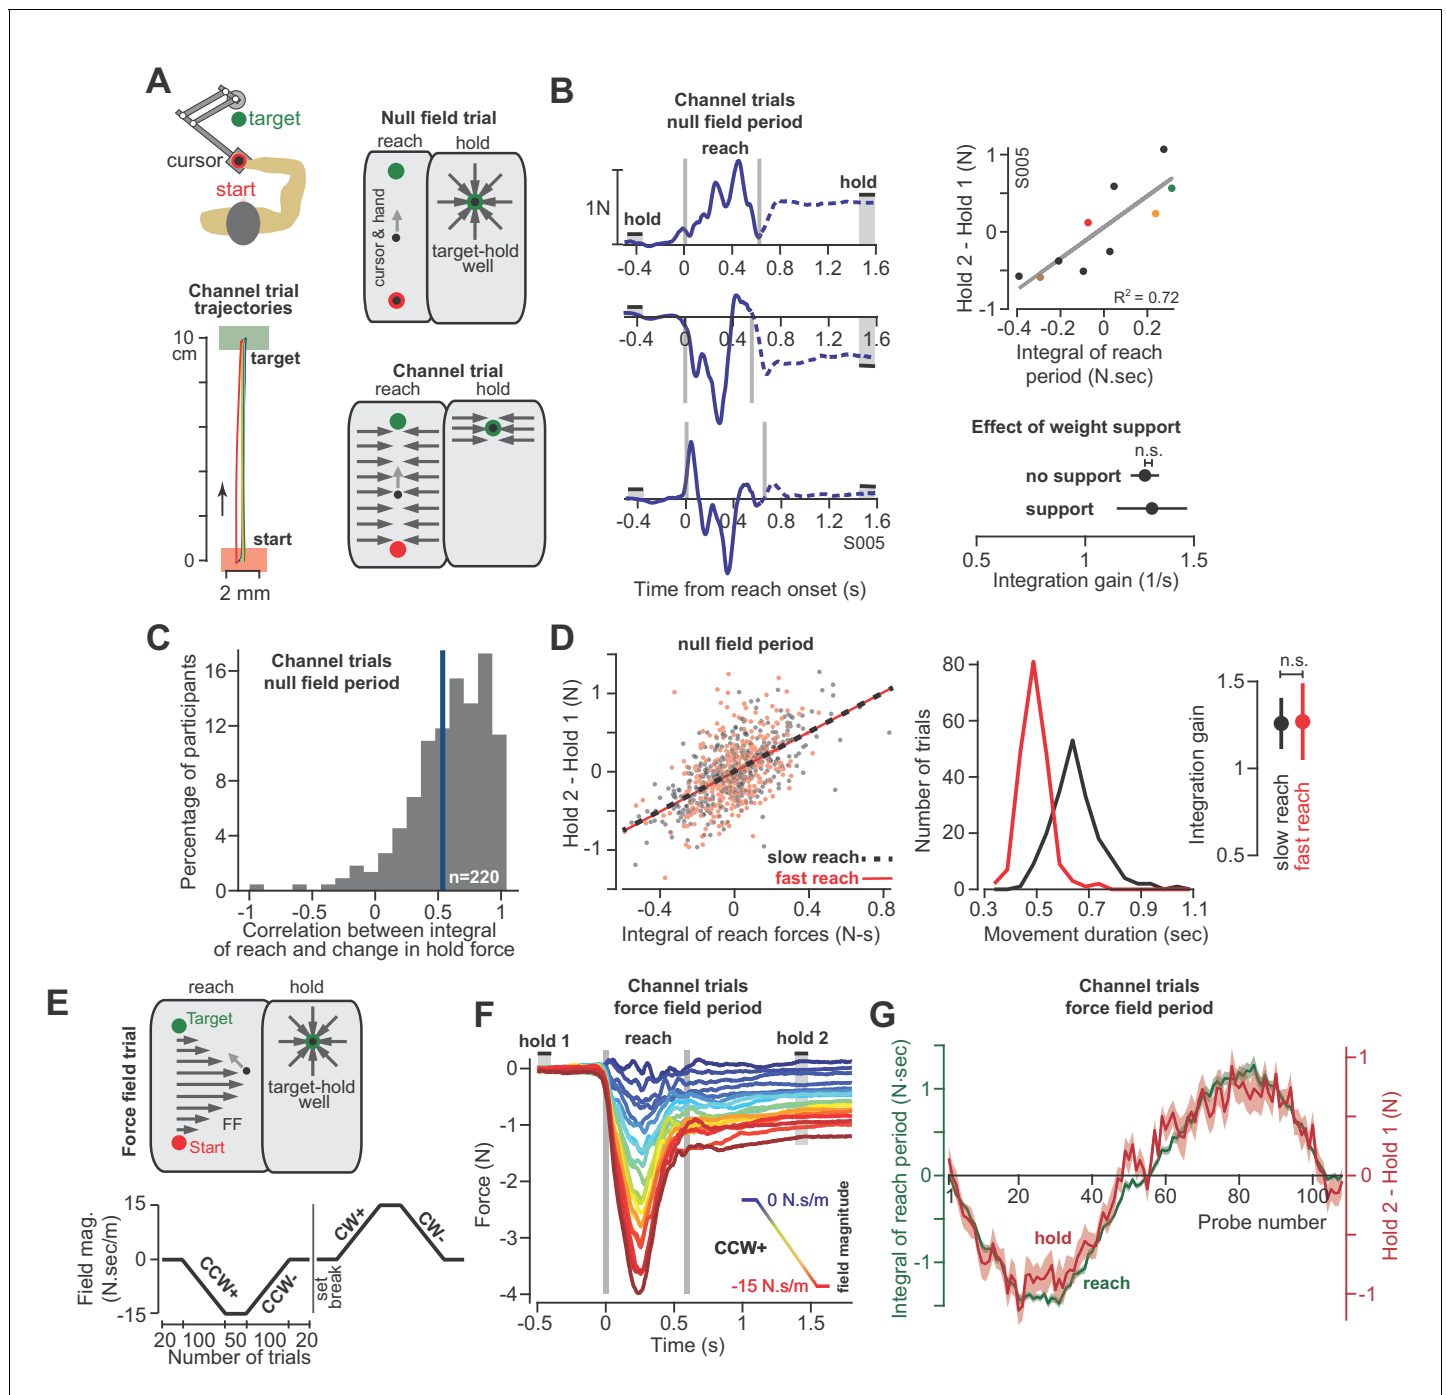 A
target
cursor
start
Null field trial
reach
hold
cursor & hand
target-hold
well
Channel trial
trajectories
10
cm
target
start
0
2 mm
Channel trial
reach
hold
B
Channel trials
null field period
reach
hold
hold
1N
-0.4 0 0.4 0.8 1.2 1.6
-0.4 0 0.4 0.8 1.2 1.6
-0.4 0 0.4 0.8 1.2 1.6
S005
Time from reach onset (s)
Hold 2 - Hold 1 (N)
S005
1
0
-1
R² = 0.72
-0.4 -0.2 0 0.2
Integral of reach
period (N.sec)
Effect of weight support
n.s.
no support
support
0.5 1 1.5
Integration gain (1/s)
C
Channel trials
null field period
Percentage of participants
16
12
8
4
0
n=220
-1 -0.5 0 0.5 1
Correlation between integral
of reach and change in hold force
D
null field period
Hold 2 - Hold 1 (N)
1
0
-1
slow reach
fast reach
-0.4 0 0.4 0.8
Integral of reach forces (N-s)
Number of trials
80
60
40
20
0
0.3 0.5 0.7 0.9 1.1
Movement duration (sec)
n.s.
Integration gain
1.5
1
0.5
slow reach
fast reach
E
reach
hold
Force field trial
Target
FF
Start
target-hold
well
Field mag.
(N.sec/m)
15
0
-15
CCW+
CCW-
set
break
CW+
CW-
20 100 50 100 20
Number of trials
F
Channel trials
force field period
hold 1
reach
hold 2
Force (N)
0
-1
-2
-3
-4
0 N.s/m
CCW+
-15 N.s/m
field magnitude
-0.5 0 0.5 1 1.5
Time (s)
G
Channel trials
force field period
Integral of reach period (N·sec)
1
0
-1
1 20 40 60 80 100
Probe number
hold
reach
1
0
-1
Hold 2 - Hold 1 (N)